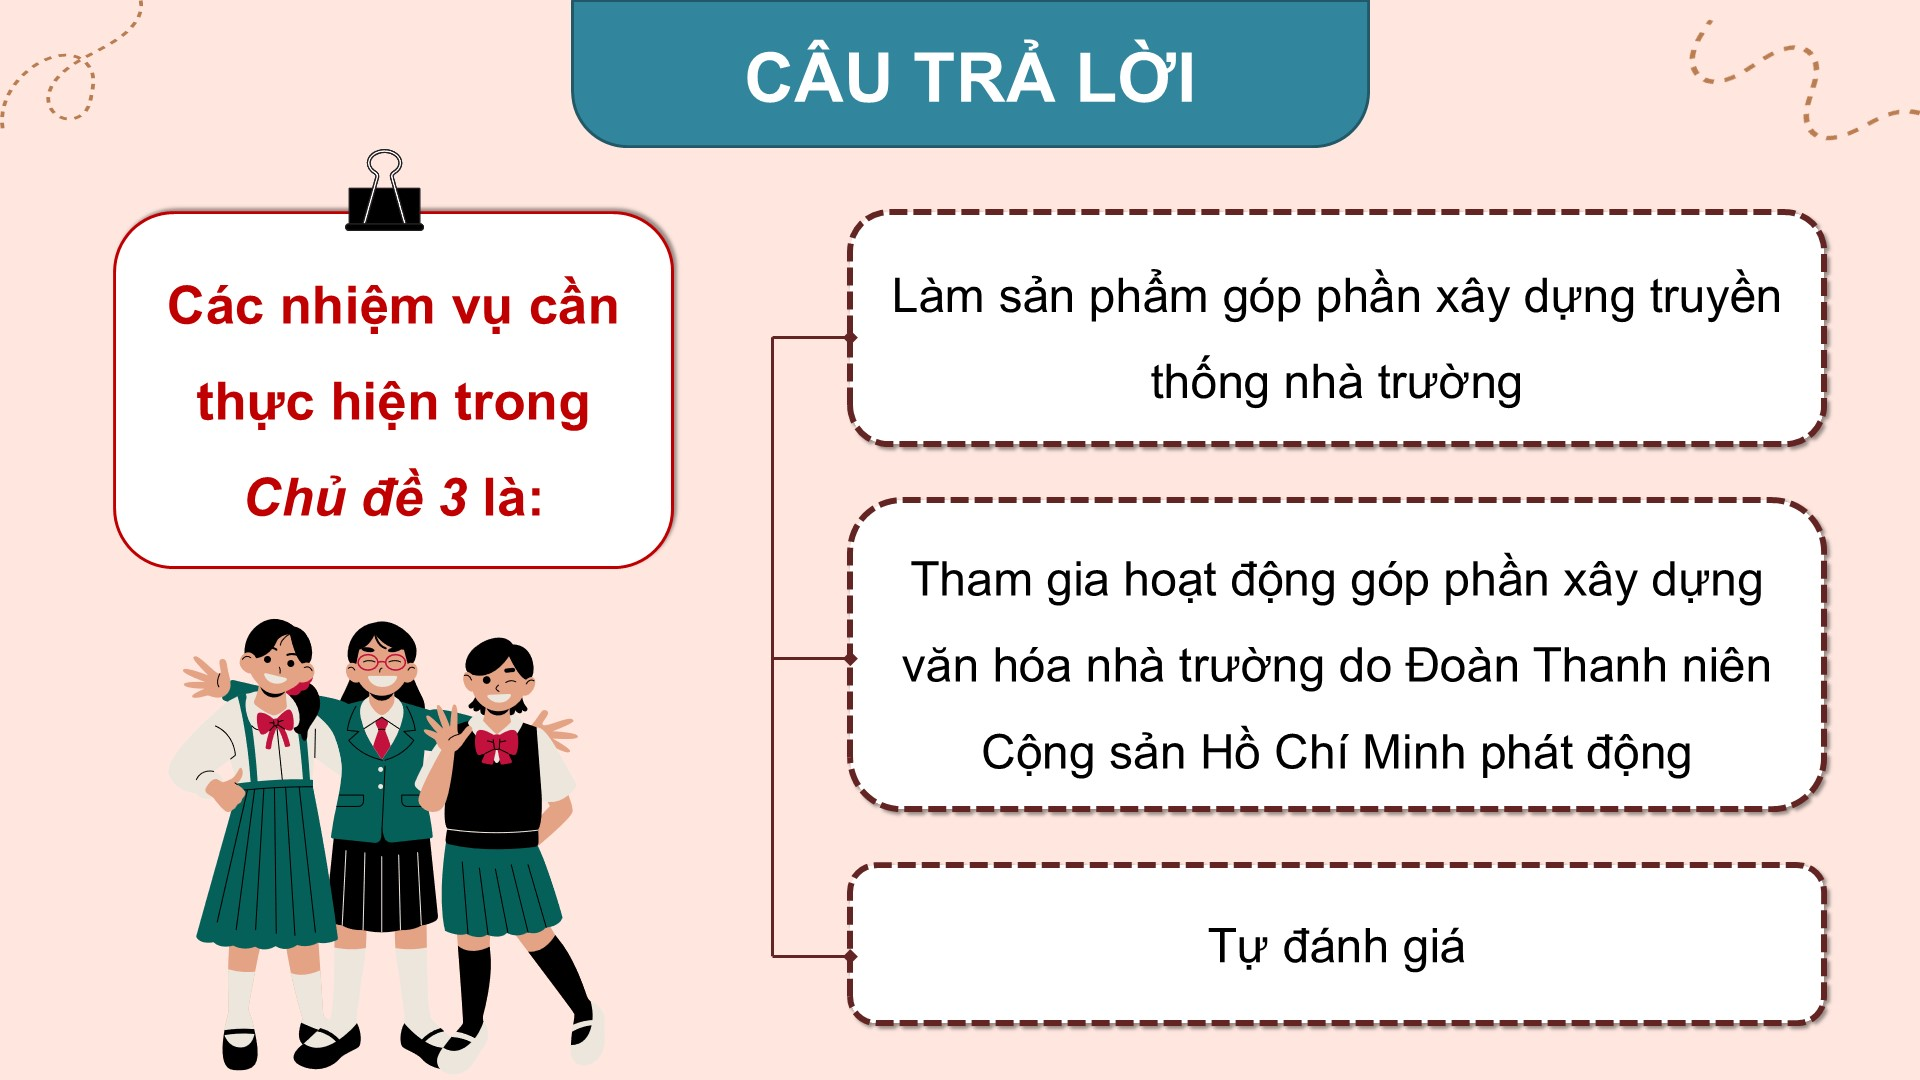 CÂU TRẢ LỜI
Các nhiệm vụ cần
thực hiện trong
Chủ đề 3 là:
Làm sản phẩm góp phần xây dựng truyền
thống nhà trường
Tham gia hoạt động góp phần xây dựng
văn hóa nhà trường do Đoàn Thanh niên
Cộng sản Hồ Chí Minh phát động
Tự đánh giá